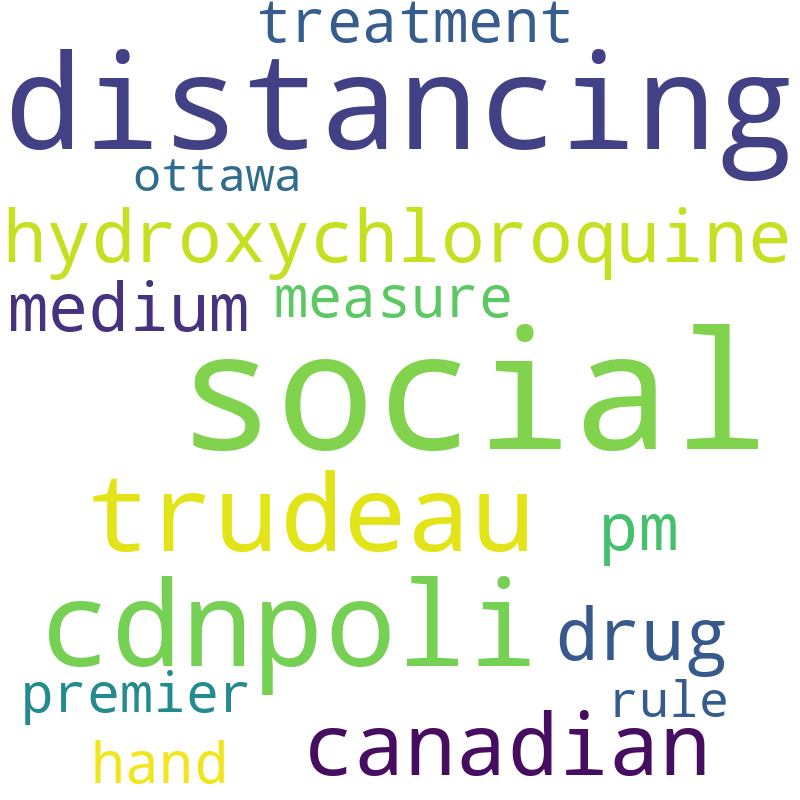 treatment
distancing
ottawa
hydroxychloroquine
medium measure
social
trudeau
pm
cdnpoli
drug
premier
rule
canadian
hand